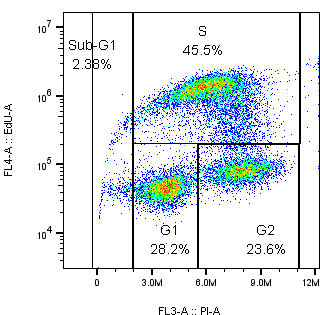 10^7
10^6
10^5
10^4
FL4-A :: EdU-A
Sub-G1
2.38%
S
45.5%
G1
28.2%
G2
23.6%
0 3.0M 6.0M 9.0M 12M
FL3-A :: PI-A